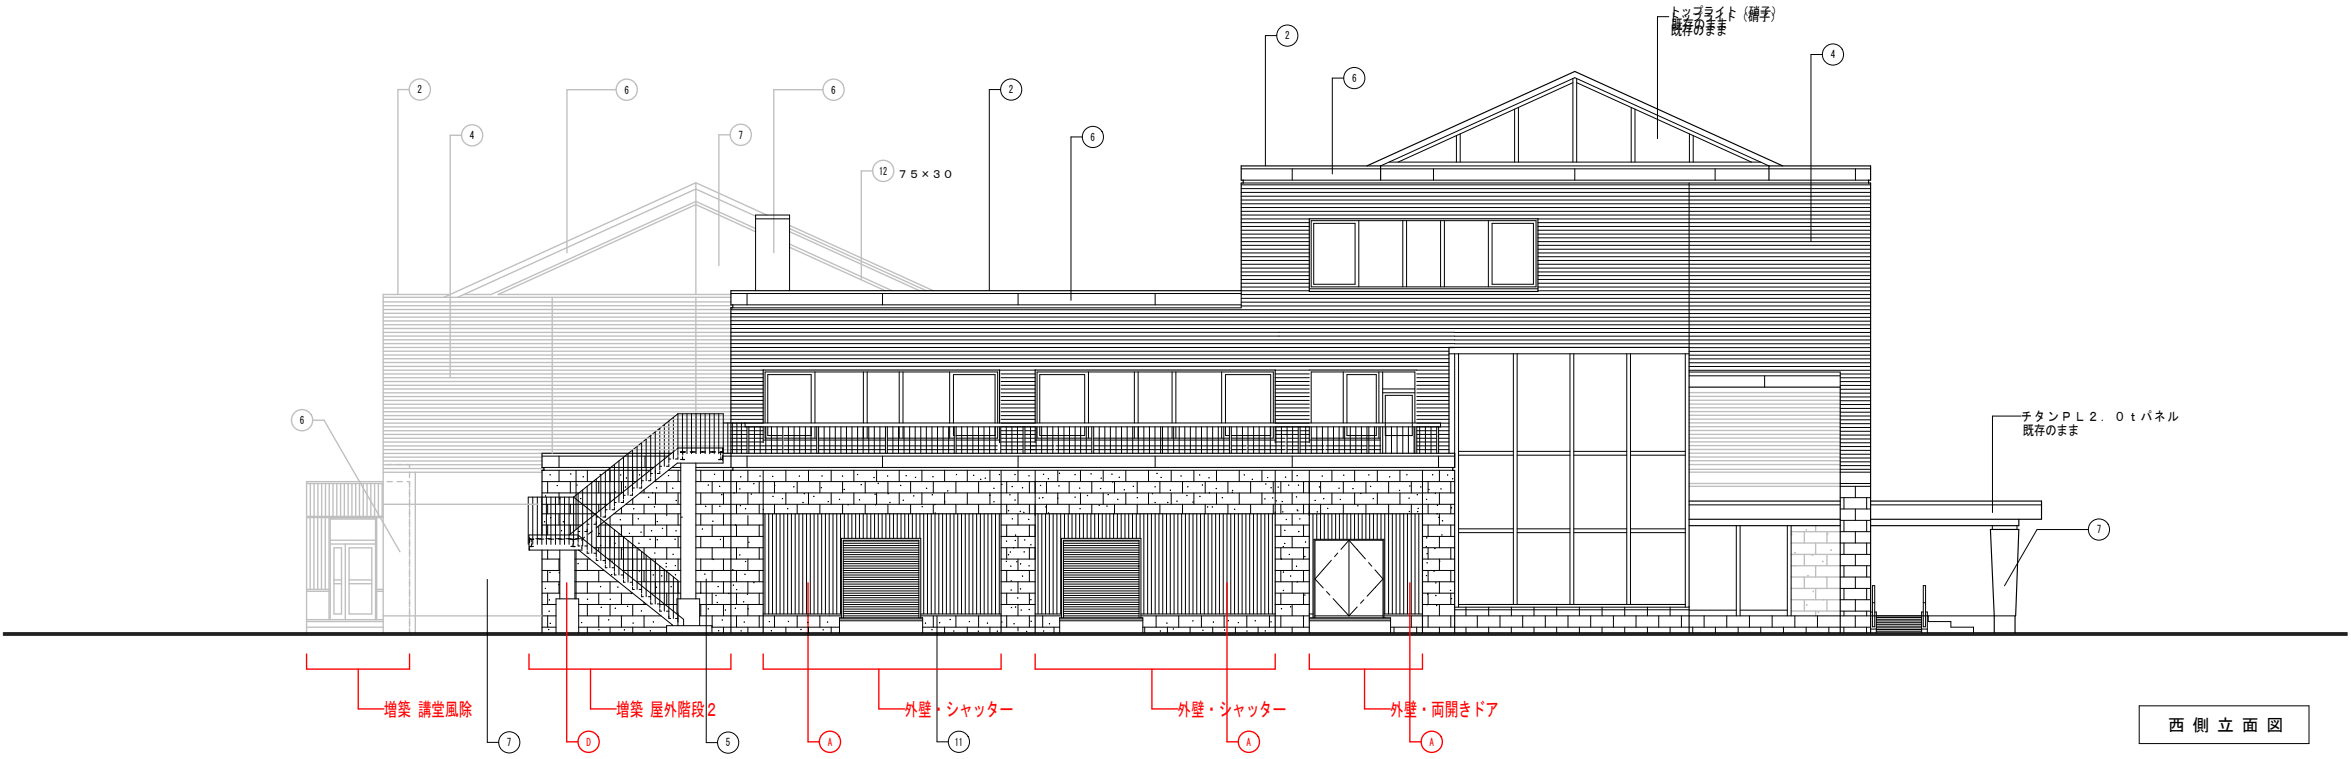 トップライト（硝子）
既存のまま
2
6
4
2
6
6
2
4
7
6
12 ７５×３０
6
チタンＰＬ２．０ｔパネル
既存のまま
7
増築 講堂風除
増築 屋外階段２
外壁・シャッター
外壁・シャッター
外壁・両開きドア
7
D
5
A
11
A
A
西側立面図